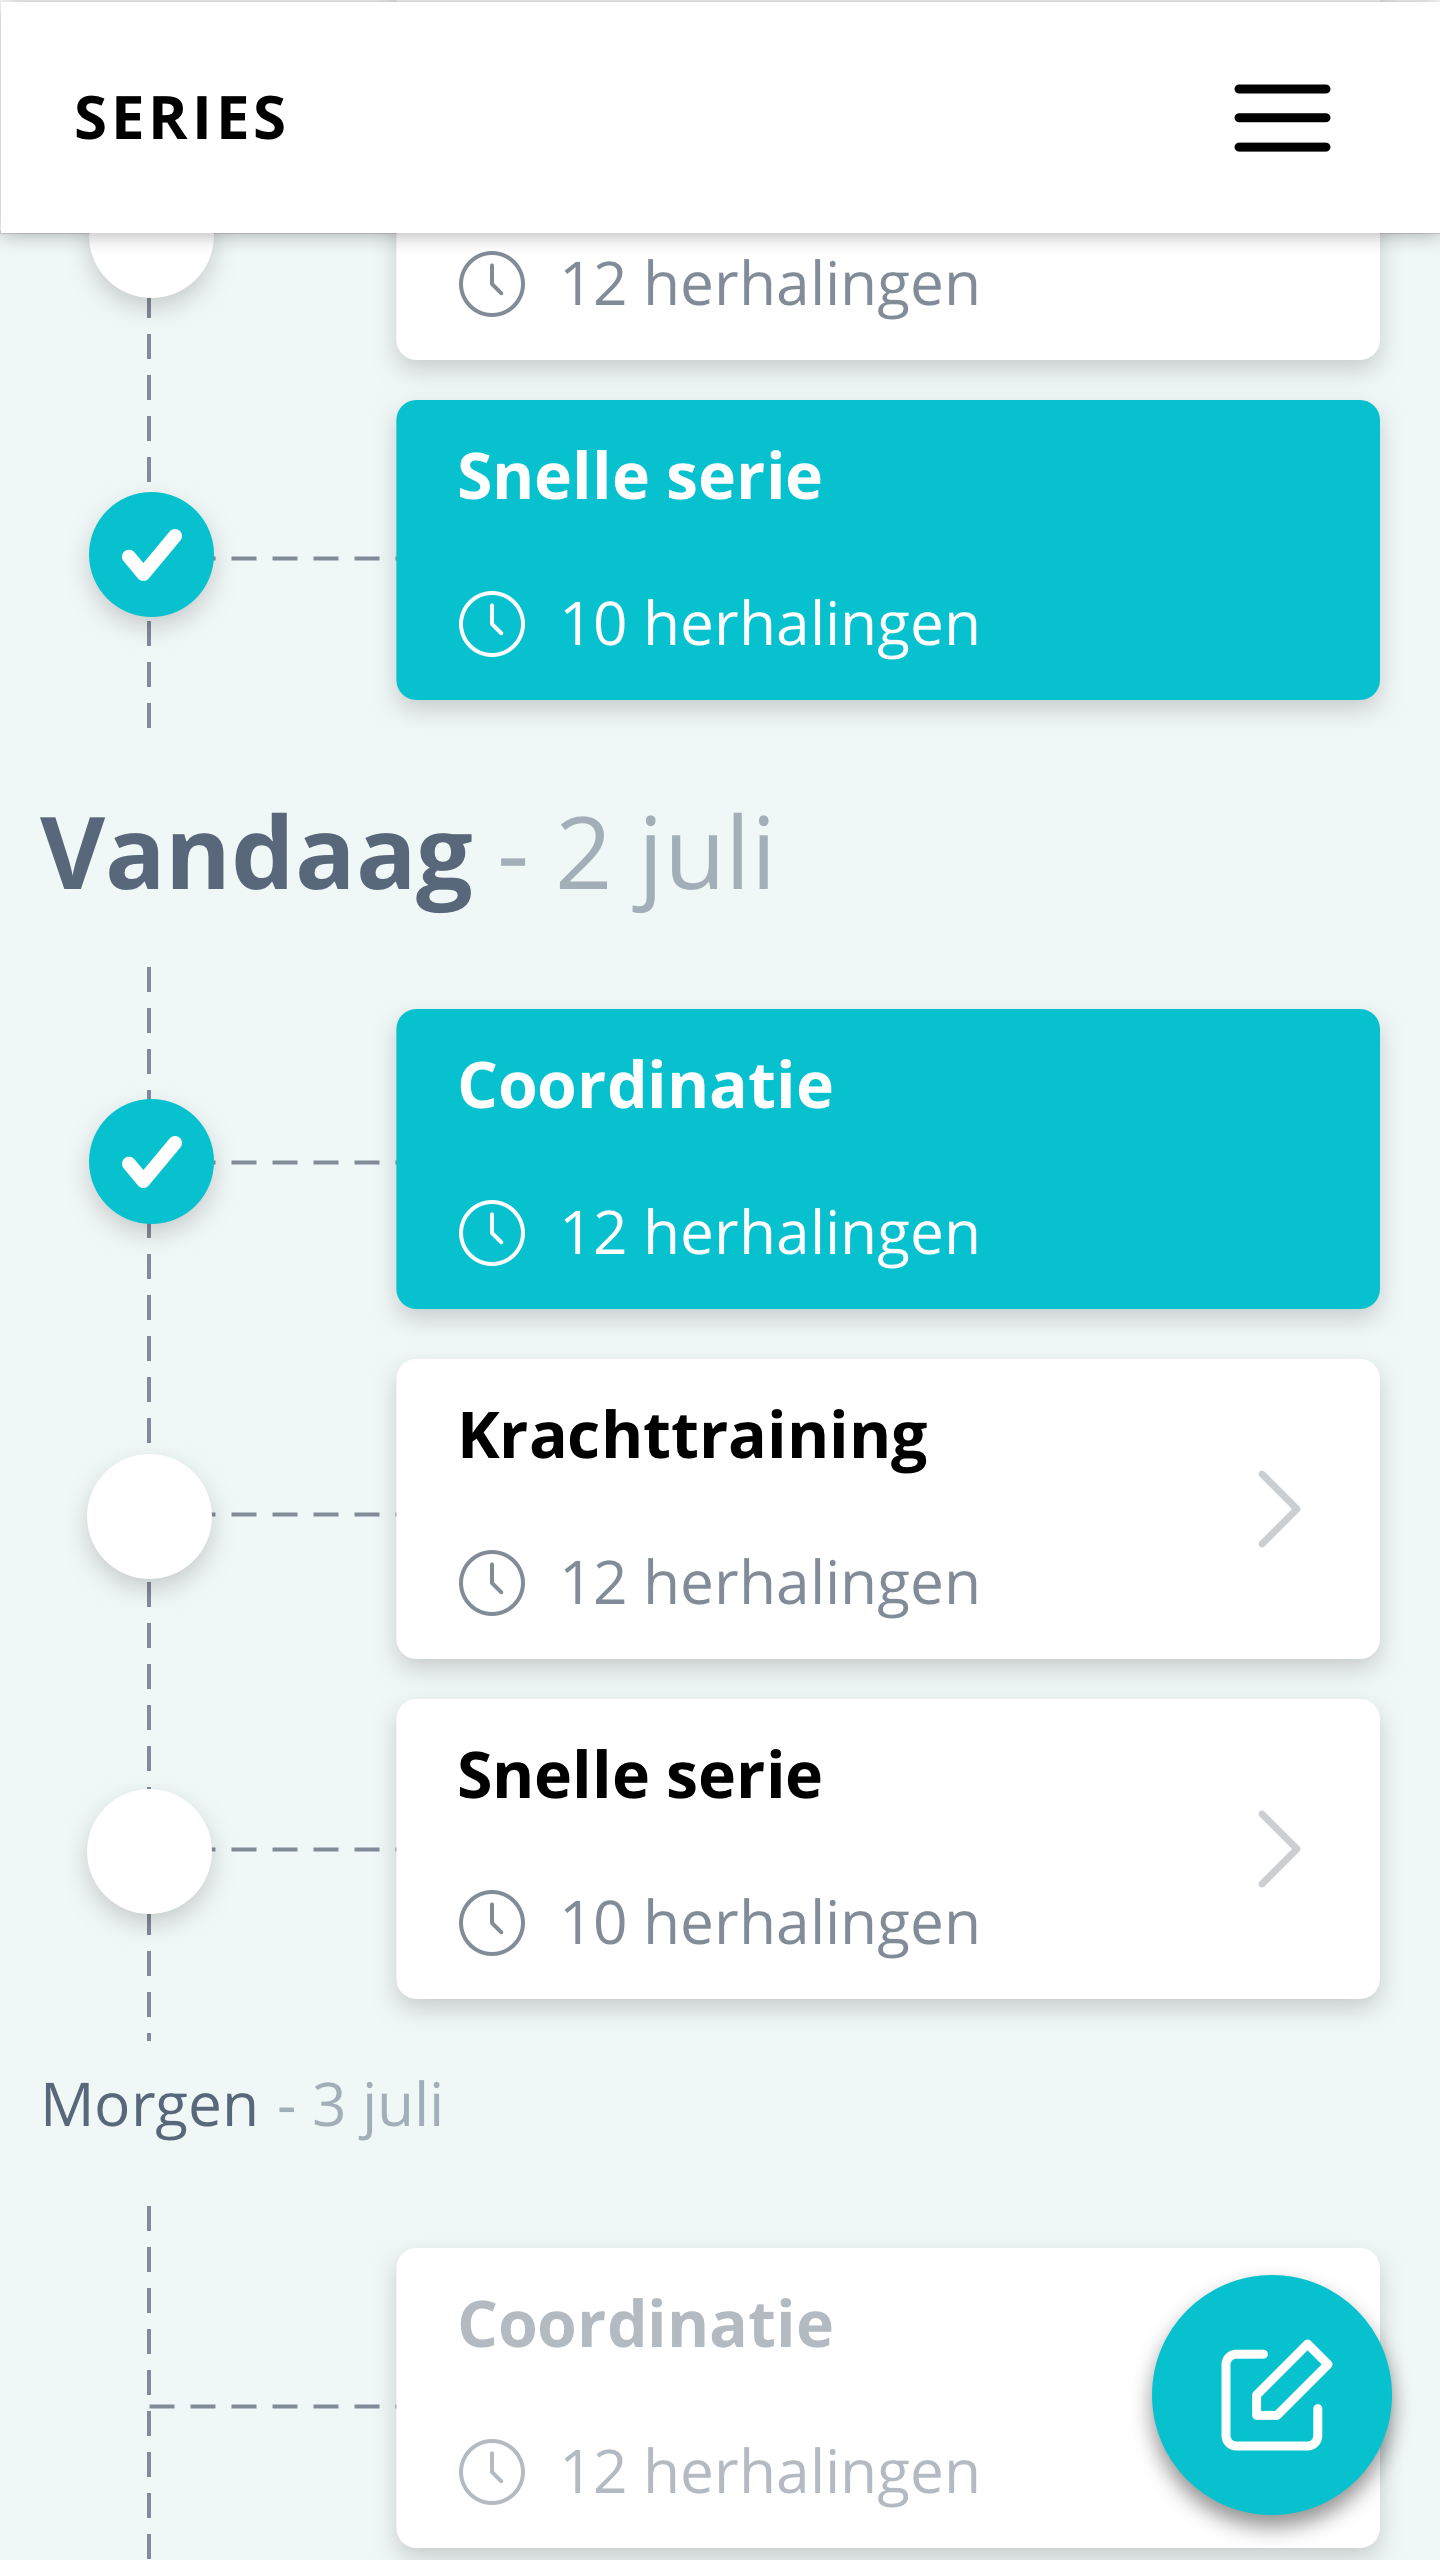 SERIES
12 herhalingen
Snelle serie
10 herhalingen
Vandaag - 2 juli
Coordinatie
12 herhalingen
Krachttraining
12 herhalingen
Snelle serie
10 herhalingen
Morgen - 3 juli
Coordinatie
12 herhalingen